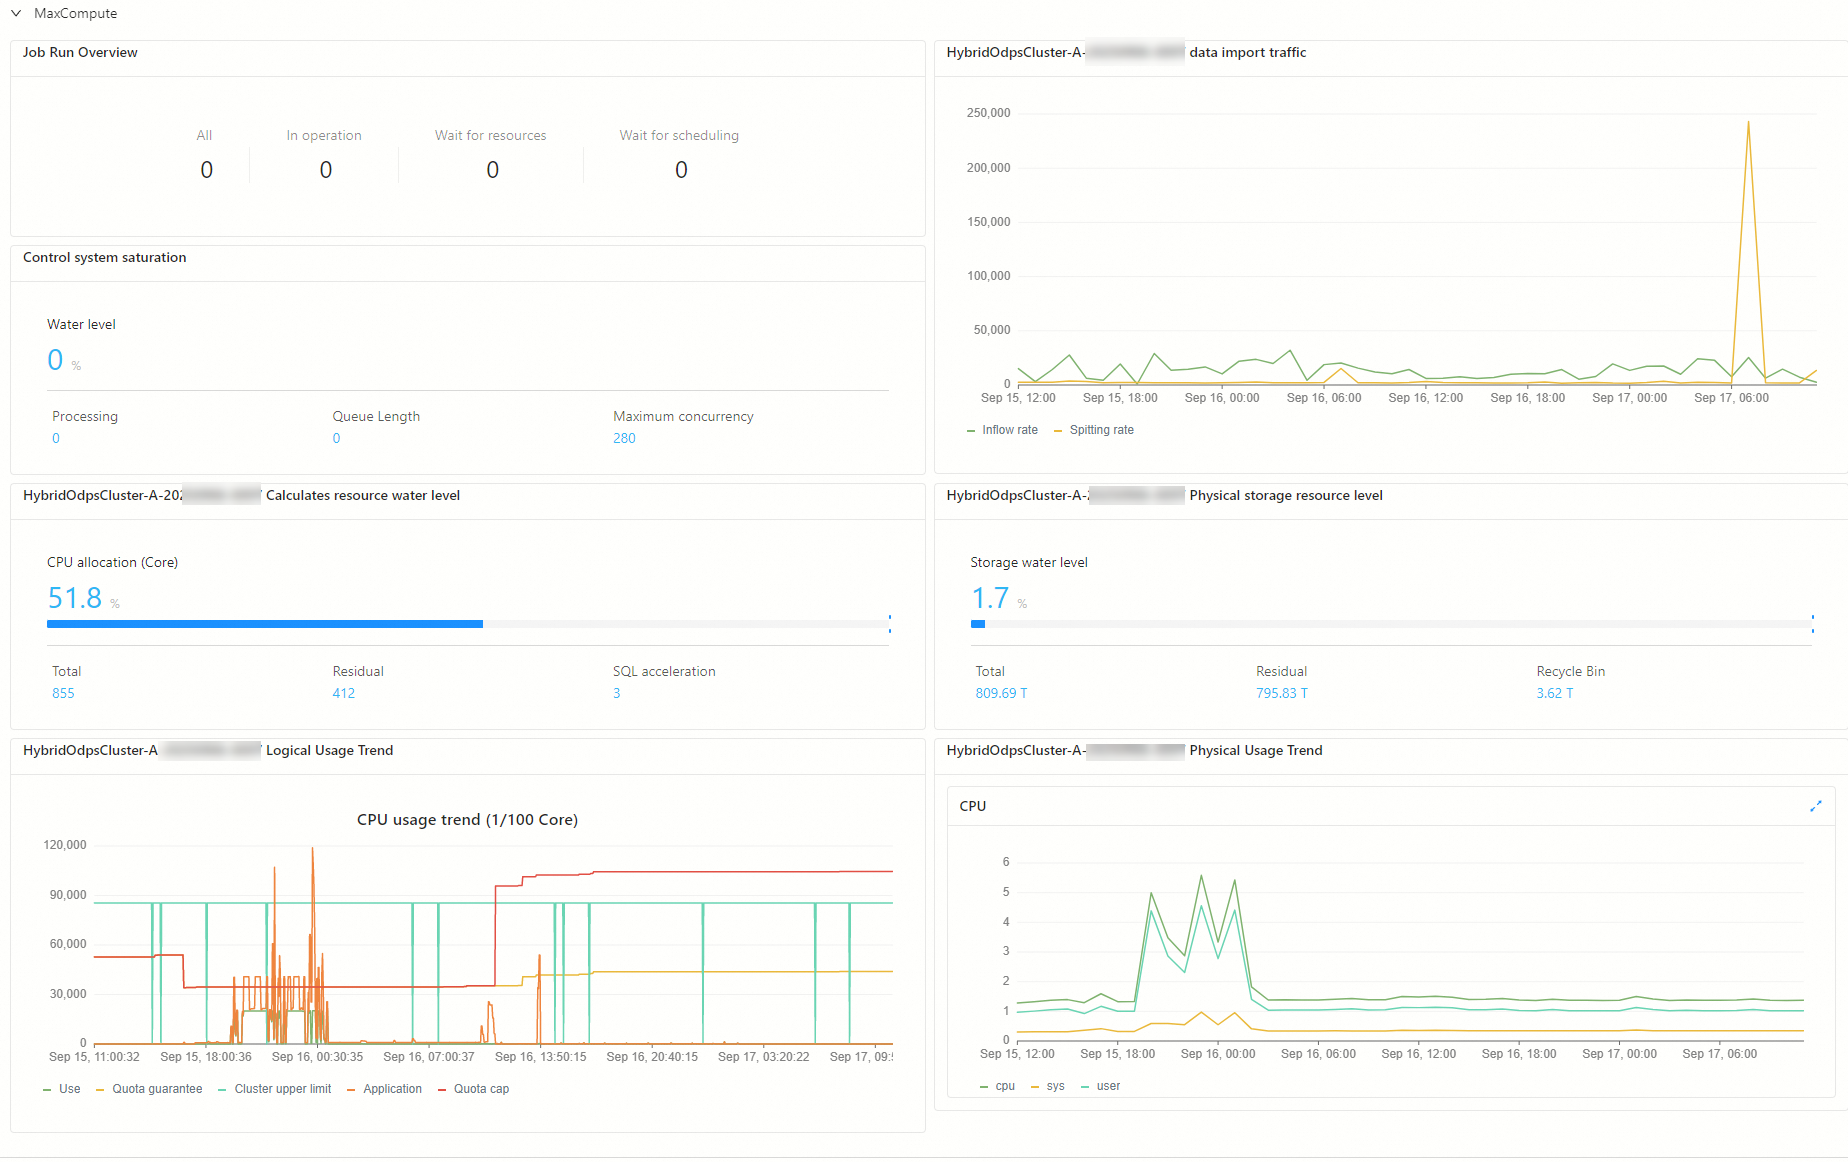 MaxCompute
Job Run Overview
All
In operation
Wait for resources
Wait for scheduling
0
0
0
0
Control system saturation
Water level
0 %
Processing
Queue Length
Maximum concurrency
0
0
280
HybridOdpsCluster-A-202 Calculates resource water level
CPU allocation (Core)
51.8 %
Total
Residual
SQL acceleration
855
412
3
HybridOdpsCluster-A Logical Usage Trend
CPU usage trend (1/100 Core)
120,000
90,000
60,000
30,000
0
Sep 15, 11:00:32
Sep 15, 18:00:36
Sep 16, 00:30:35
Sep 16, 07:00:37
Sep 16, 13:50:15
Sep 16, 20:40:15
Sep 17, 03:20:22
Sep 17, 09:
Use
Quota guarantee
Cluster upper limit
Application
Quota cap
HybridOdpsCluster-A- data import traffic
250,000
200,000
150,000
100,000
50,000
0
Sep 15, 12:00
Sep 15, 18:00
Sep 16, 00:00
Sep 16, 06:00
Sep 16, 12:00
Sep 16, 18:00
Sep 17, 00:00
Sep 17, 06:00
Inflow rate
Spitting rate
HybridOdpsCluster-A- Physical storage resource level
Storage water level
1.7 %
Total
Residual
Recycle Bin
809.69 T
795.83 T
3.62 T
HybridOdpsCluster-A- Physical Usage Trend
CPU
6
5
4
3
2
1
0
Sep 15, 12:00
Sep 15, 18:00
Sep 16, 00:00
Sep 16, 06:00
Sep 16, 12:00
Sep 16, 18:00
Sep 17, 00:00
Sep 17, 06:00
cpu
sys
user